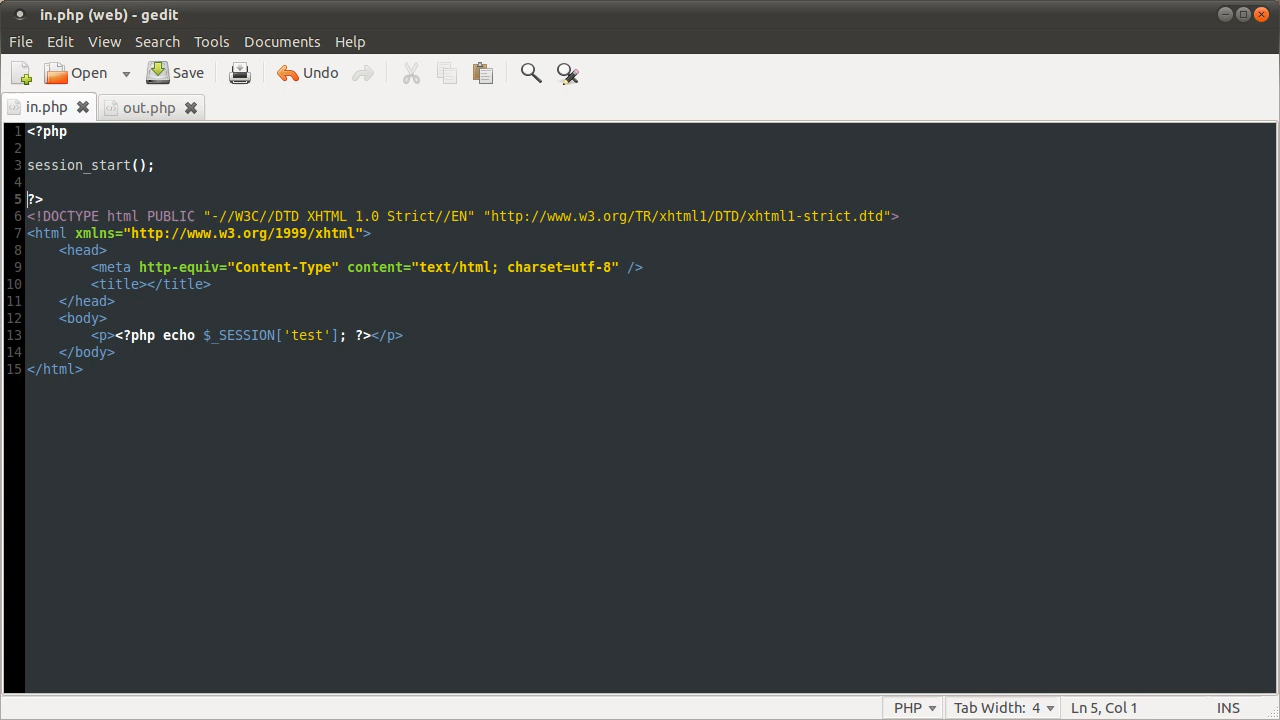 in.php (web) - gedit
File Edit View Search Tools Documents Help
Open Save Undo
in.php out.php
1 <?php
2
3 session_start();
4
5 ?>
6 <!DOCTYPE html PUBLIC "-//W3C//DTD XHTML 1.0 Strict//EN" "http://www.w3.org/TR/xhtml1/DTD/xhtml1-strict.dtd">
7 <html xmlns="http://www.w3.org/1999/xhtml">
8     <head>
9         <meta http-equiv="Content-Type" content="text/html; charset=utf-8" />
10         <title></title>
11     </head>
12     <body>
13         <p><?php echo $_SESSION['test']; ?></p>
14     </body>
15 </html>
PHP Tab Width: 4 Ln 5, Col 1 INS